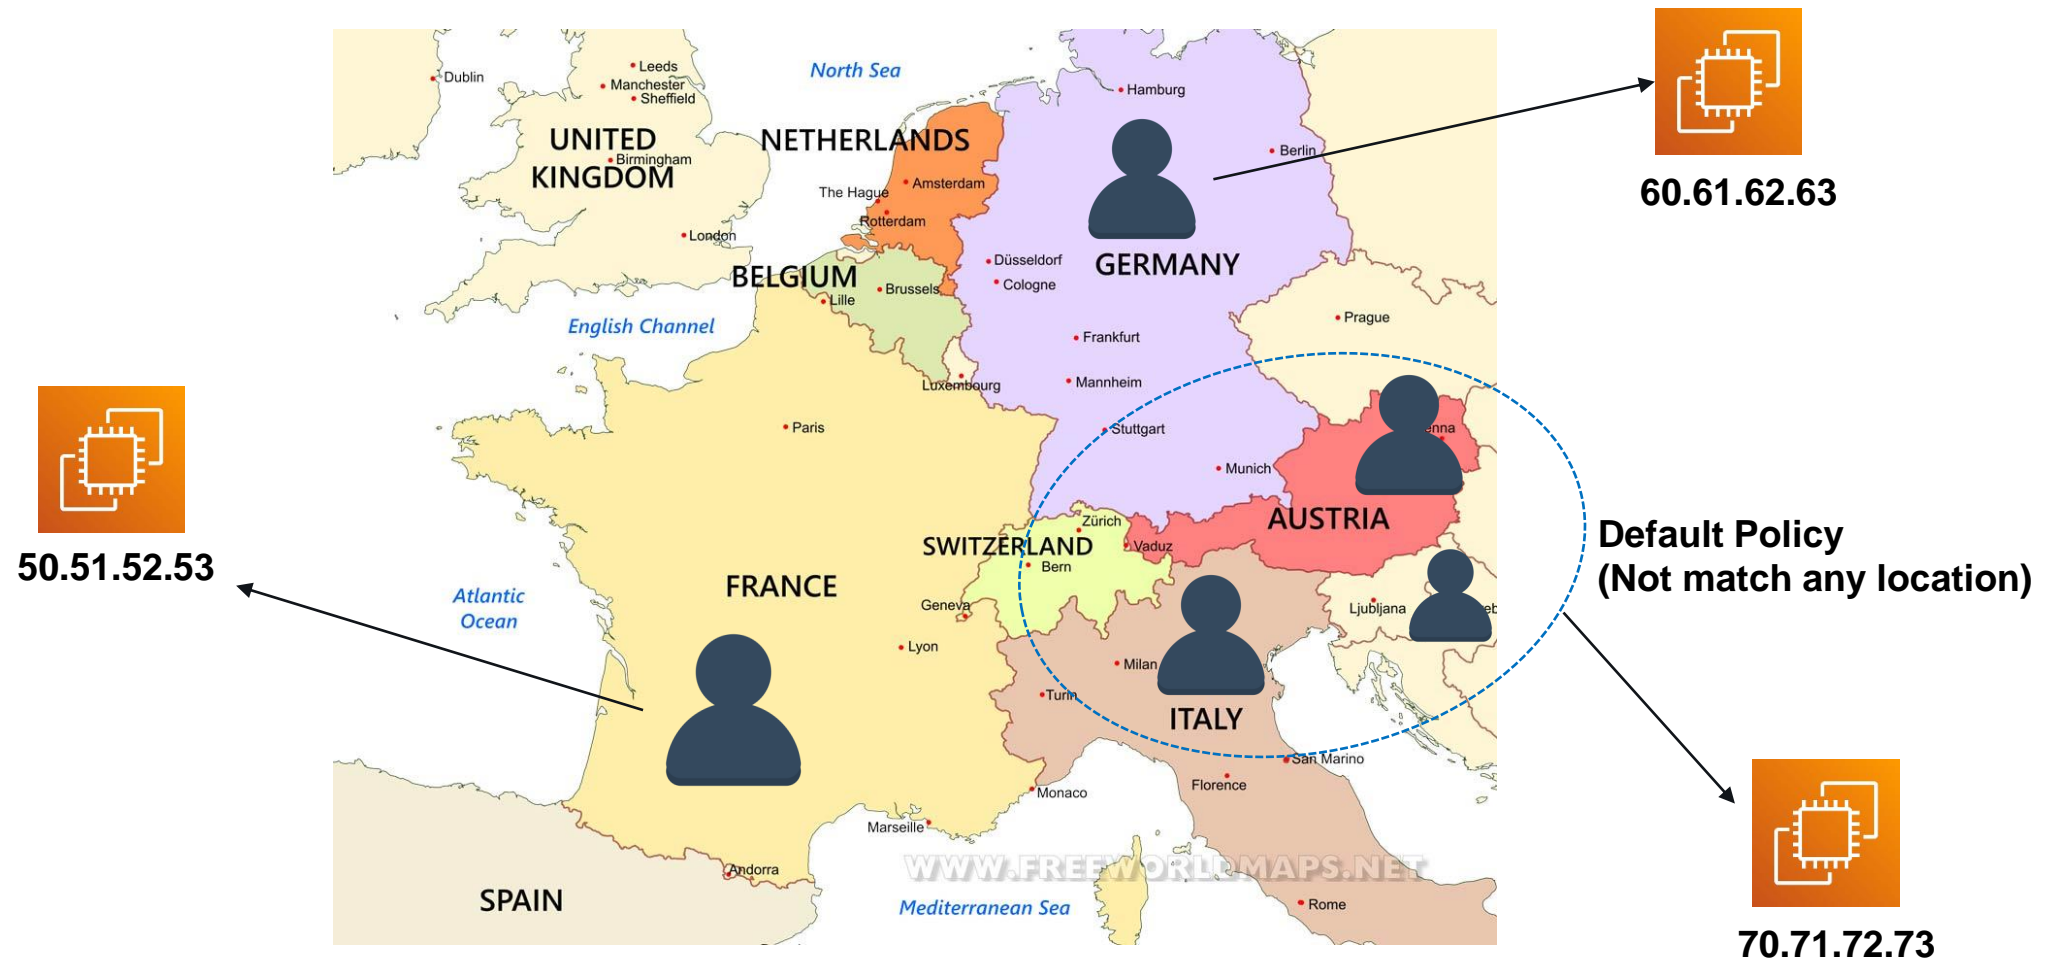 Dublin
Leeds
Manchester
Sheffield
North Sea
Hamburg
UNITED
KINGDOM
Birmingham
NETHERLANDS
Berlin
60.61.62.63
The Hague
Amsterdam
Rotterdam
London
BELGIUM
Brussels
Lille
Düsseldorf
Cologne
GERMANY
English Channel
Frankfurt
Prague
Luxembourg
Mannheim
Paris
Stuttgart
enna
Munich
50.51.52.53
Zürich
AUSTRIA
SWITZERLAND
Vaduz
Bern
Default Policy
(Not match any location)
FRANCE
Atlantic
Ocean
Geneva
Ljubljana
eb
Lyon
Milan
Turin
ITALY
San Marino
Florence
Monaco
Marseille
Andorra
WWW.FREEWORLDMAPS.NET
SPAIN
Mediterranean Sea
Rome
70.71.72.73